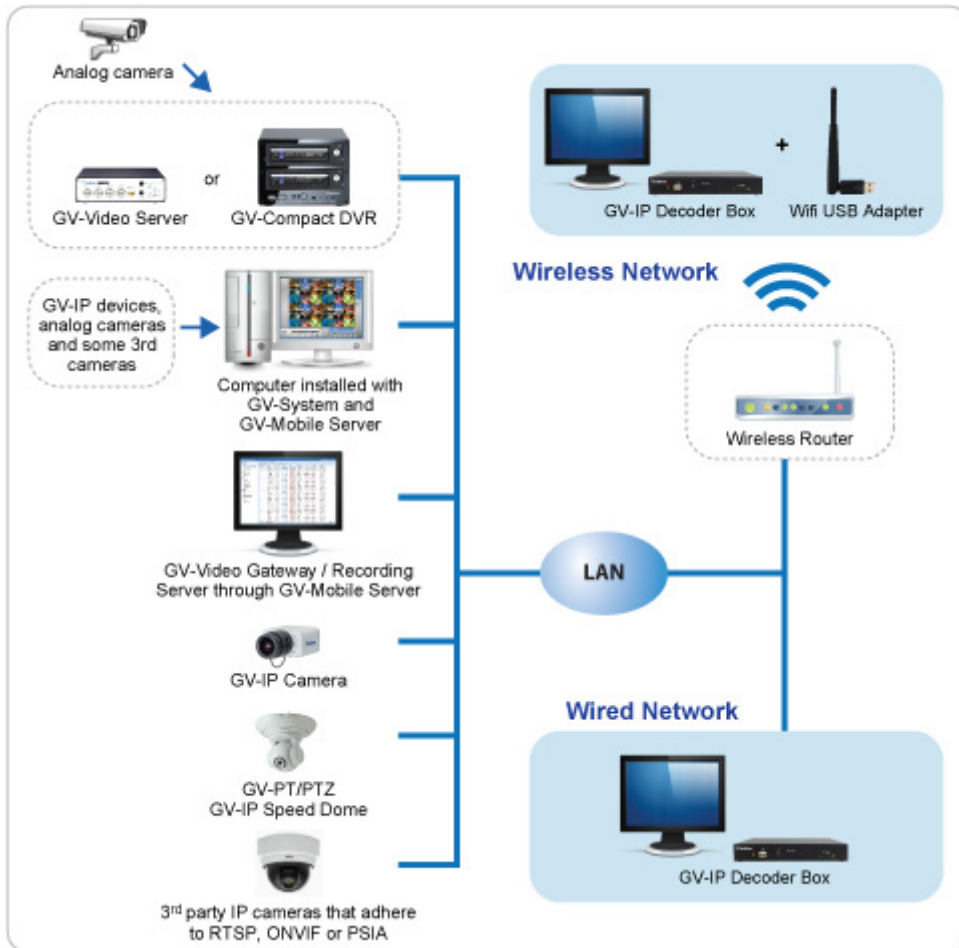 Analog camera
GV-Video Server
or
GV-Compact DVR
GV-IP devices,
analog cameras
and some 3rd
cameras
Computer installed with
GV-System and
GV-Mobile Server
GV-Video Gateway / Recording
Server through GV-Mobile Server
GV-IP Camera
GV-PT/PTZ
GV-IP Speed Dome
3rd party IP cameras that adhere
to RTSP, ONVIF or PSIA
LAN
+
GV-IP Decoder Box
Wifi USB Adapter
Wireless Network
Wireless Router
Wired Network
GV-IP Decoder Box